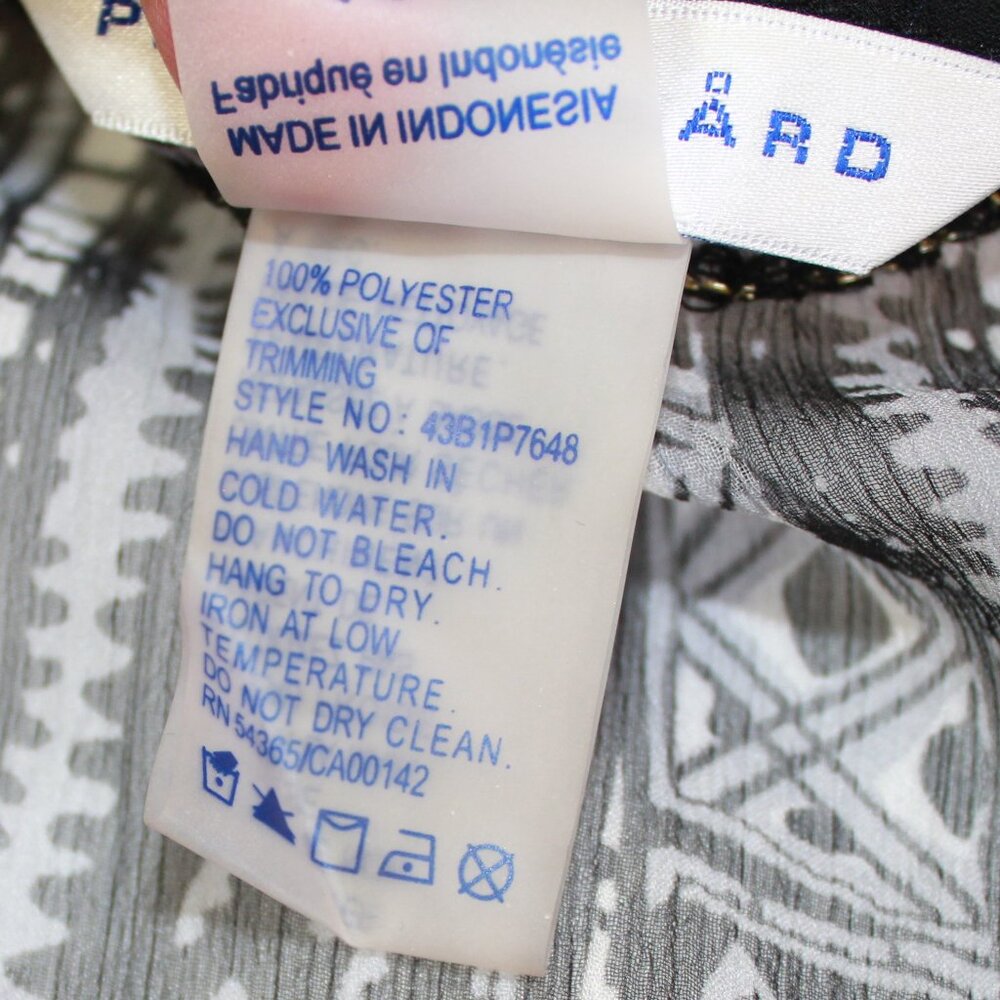 P
ÅRD
Fabriqué en Indonésie
MADE IN INDONESIA
100% POLYESTER
EXCLUSIVE OF
TRIMMING
STYLE NO: 43B1P7648
HAND WASH IN
COLD WATER.
DO NOT BLEACH.
HANG TO DRY.
IRON AT LOW
TEMPERATURE.
DO NOT DRY CLEAN.
RN 54365/CA00142